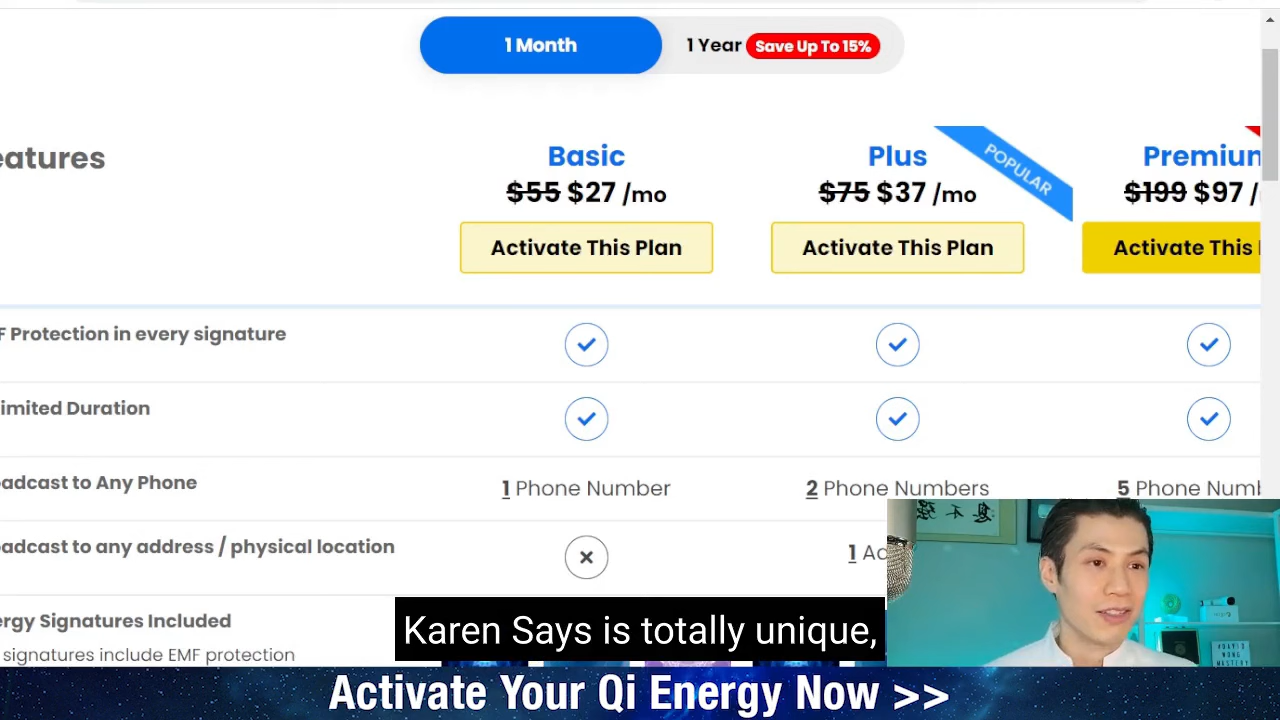 1 Month
1 Year Save Up To 15%
eatures
Basic
$55 $27 /mo
Activate This Plan
Plus
$75 $37 /mo
Activate This Plan
POPULAR
Premium
$199 $97 /
Activate This
F Protection in every signature
imited Duration
adcast to Any Phone
1 Phone Number
2 Phone Numbers
5 Phone Numb
adcast to any address / physical location
1 Ad
ergy Signatures Included
signatures include EMF protection
Karen Says is totally unique,
Activate Your Qi Energy Now >>